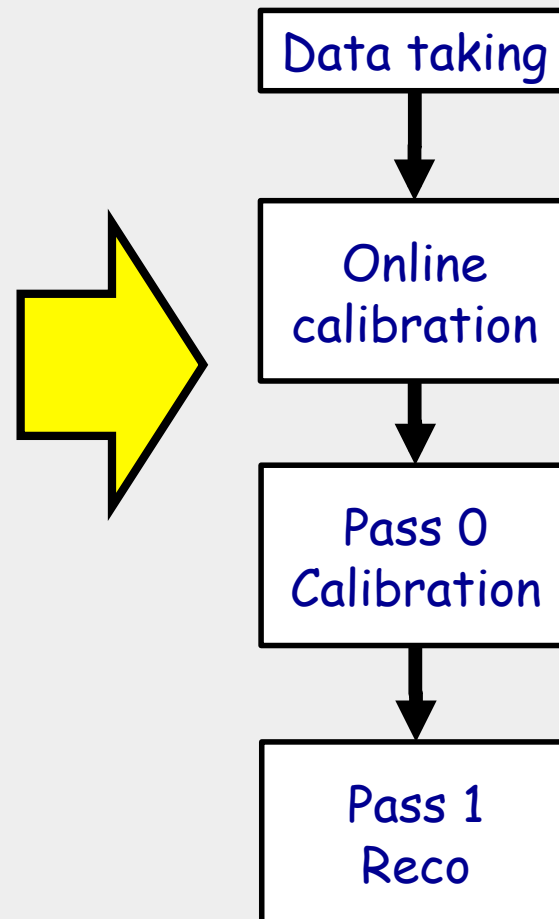 Data taking
Online
calibration
Pass 0
Calibration
Pass 1
Reco